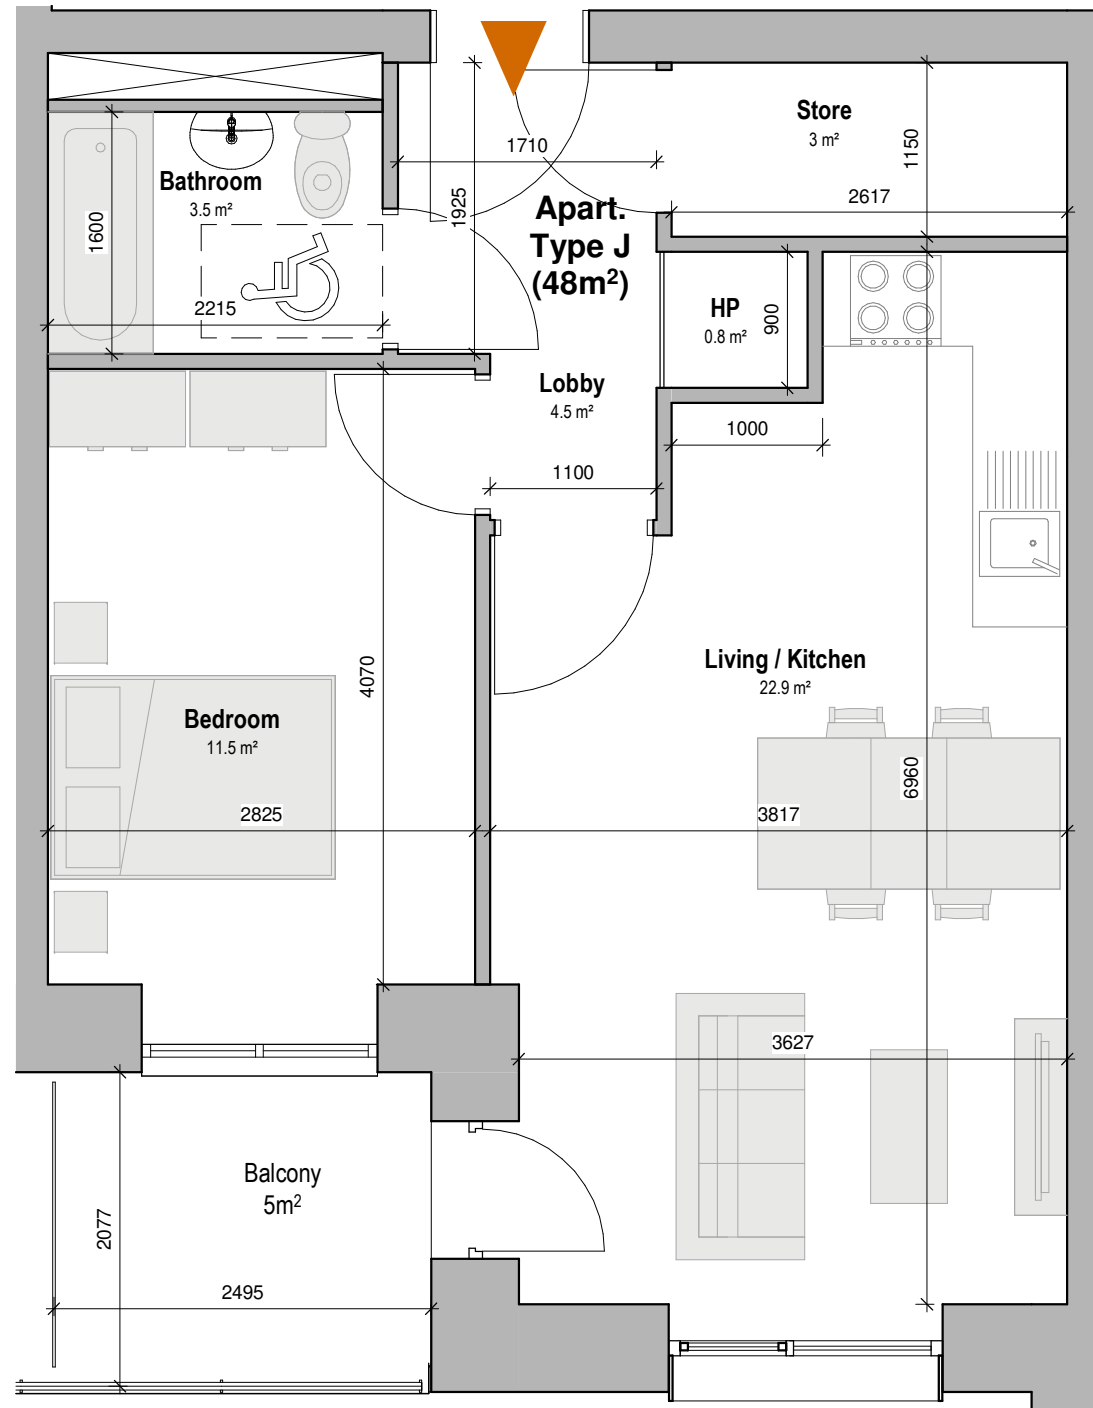 Store
3 m²
1150
2617
1710
1925
Apart.
Type J
(48m²)
Bathroom
3.5 m²
1600
2215
HP
0.8 m²
900
Lobby
4.5 m²
1000
1100
Living / Kitchen
22.9 m²
4070
Bedroom
11.5 m²
6960
2825
3817
3627
Balcony
5m²
2077
2495